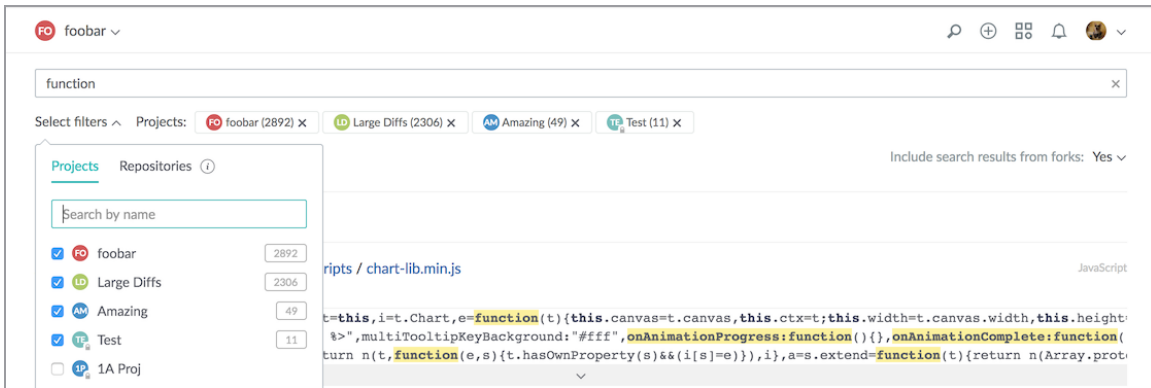 FO foobar
function
Select filters Projects: FO foobar (2892) × LD Large Diffs (2306) × AM Amazing (49) × TE Test (11) ×
Include search results from forks: Yes
Projects Repositories i
Search by name
FO foobar 2892
LD Large Diffs 2306
AM Amazing 49
TE Test 11
1P 1A Proj
ripts / chart-lib.min.js JavaScript
t=this,i=t.Chart,e=function(t){this.canvas=t.canvas,this.ctx=t;this.width=t.canvas.width,this.height
%>",multiTooltipKeyBackground:"#fff",onAnimationProgress:function(){},onAnimationComplete:function(
turn n(t,function(e,s){t.hasOwnProperty(s)&&(i[s]=e)}),i},a=s.extend=function(t){return n(Array.prot